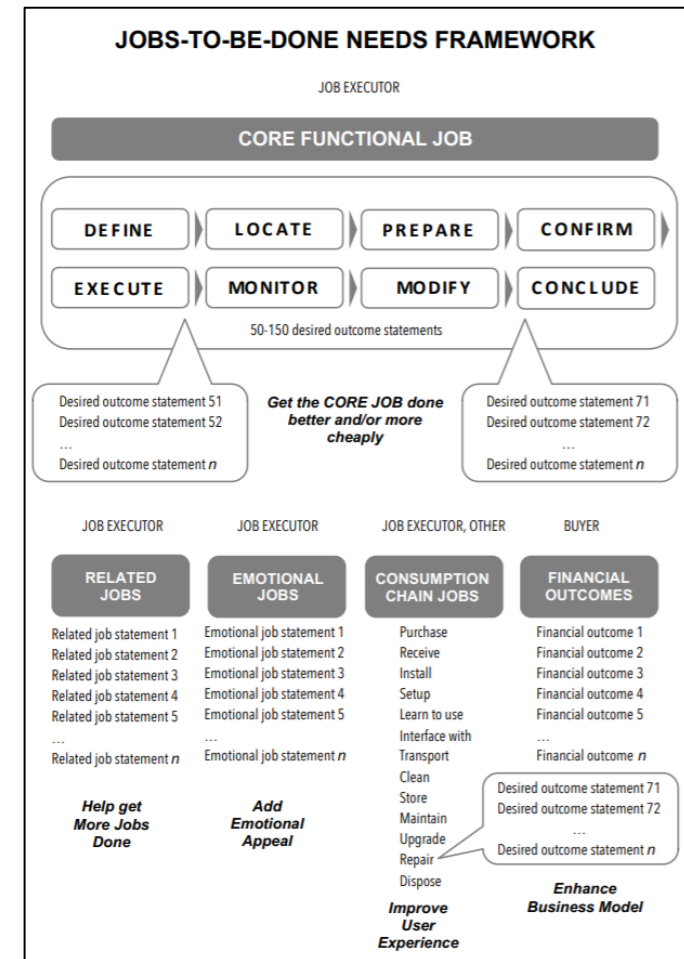 JOBS-TO-BE-DONE NEEDS FRAMEWORK
JOB EXECUTOR
CORE FUNCTIONAL JOB
DEFINE
LOCATE
PREPARE
CONFIRM
EXECUTE
MONITOR
MODIFY
CONCLUDE
50-150 desired outcome statements
Desired outcome statement 51
Desired outcome statement 52
...
Desired outcome statement n
Get the CORE JOB done
better and/or more
cheaply
Desired outcome statement 71
Desired outcome statement 72
...
Desired outcome statement n
JOB EXECUTOR
RELATED
JOBS
Related job statement 1
Related job statement 2
Related job statement 3
Related job statement 4
Related job statement 5
...
Related job statement n
Help get
More Jobs
Done
JOB EXECUTOR
EMOTIONAL
JOBS
Emotional job statement 1
Emotional job statement 2
Emotional job statement 3
Emotional job statement 4
Emotional job statement 5
...
Emotional job statement n
Add
Emotional
Appeal
JOB EXECUTOR, OTHER
CONSUMPTION
CHAIN JOBS
Purchase
Receive
Install
Setup
Learn to use
Interface with
Transport
Clean
Store
Maintain
Upgrade
Repair
Dispose
Improve
User
Experience
BUYER
FINANCIAL
OUTCOMES
Financial outcome 1
Financial outcome 2
Financial outcome 3
Financial outcome 4
Financial outcome 5
...
Financial outcome n
Desired outcome statement 71
Desired outcome statement 72
...
Desired outcome statement n
Enhance
Business Model